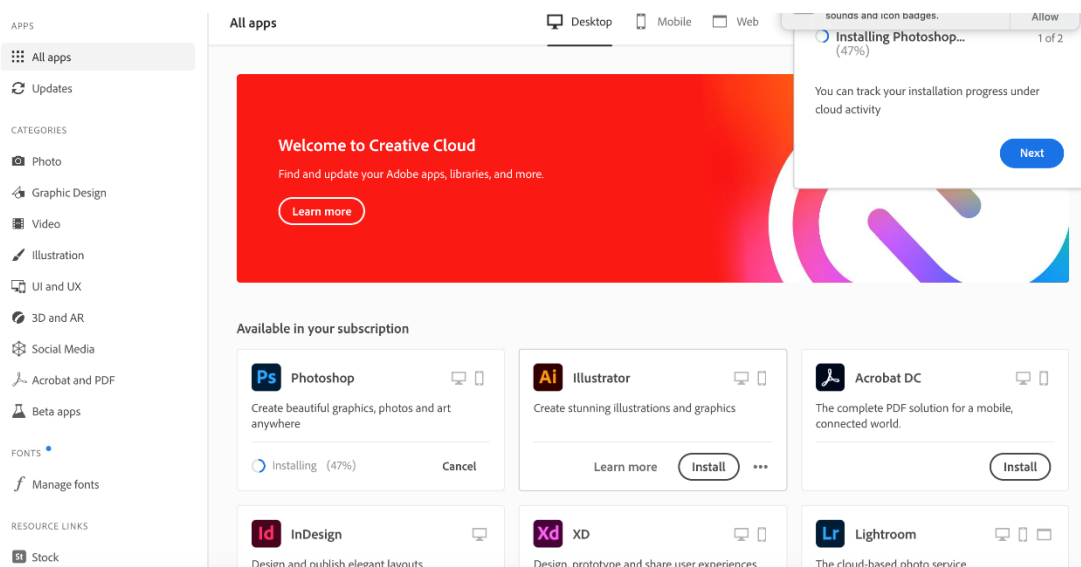 APPS
All apps
Updates
CATEGORIES
Photo
Graphic Design
Video
Illustration
UI and UX
3D and AR
Social Media
Acrobat and PDF
Beta apps
FONTS
Manage fonts
RESOURCE LINKS
St Stock
All apps
Desktop Mobile Web
sounds and icon badges.
Allow
Installing Photoshop... 1 of 2
(47%)
You can track your installation progress under
cloud activity
Next
Welcome to Creative Cloud
Find and update your Adobe apps, libraries, and more.
Learn more
Available in your subscription
Ps Photoshop
Create beautiful graphics, photos and art
anywhere
Installing (47%) Cancel
Ai Illustrator
Create stunning illustrations and graphics
Learn more Install
Acrobat DC
The complete PDF solution for a mobile,
connected world.
Install
Id InDesign
Design and publish elegant layouts
Xd XD
Design, prototype and share user experiences
Lr Lightroom
The cloud-based photo service